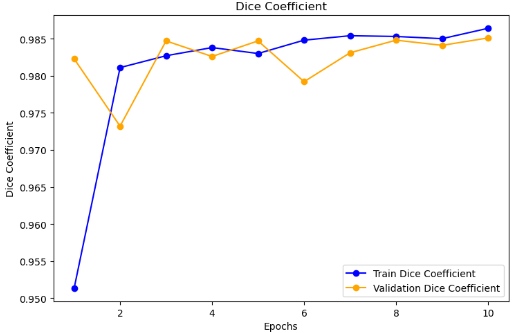 Dice Coefficient
Dice Coefficient
0.985
0.980
0.975
0.970
0.965
0.960
0.955
0.950
2
4
6
8
10
Epochs
Train Dice Coefficient
Validation Dice Coefficient